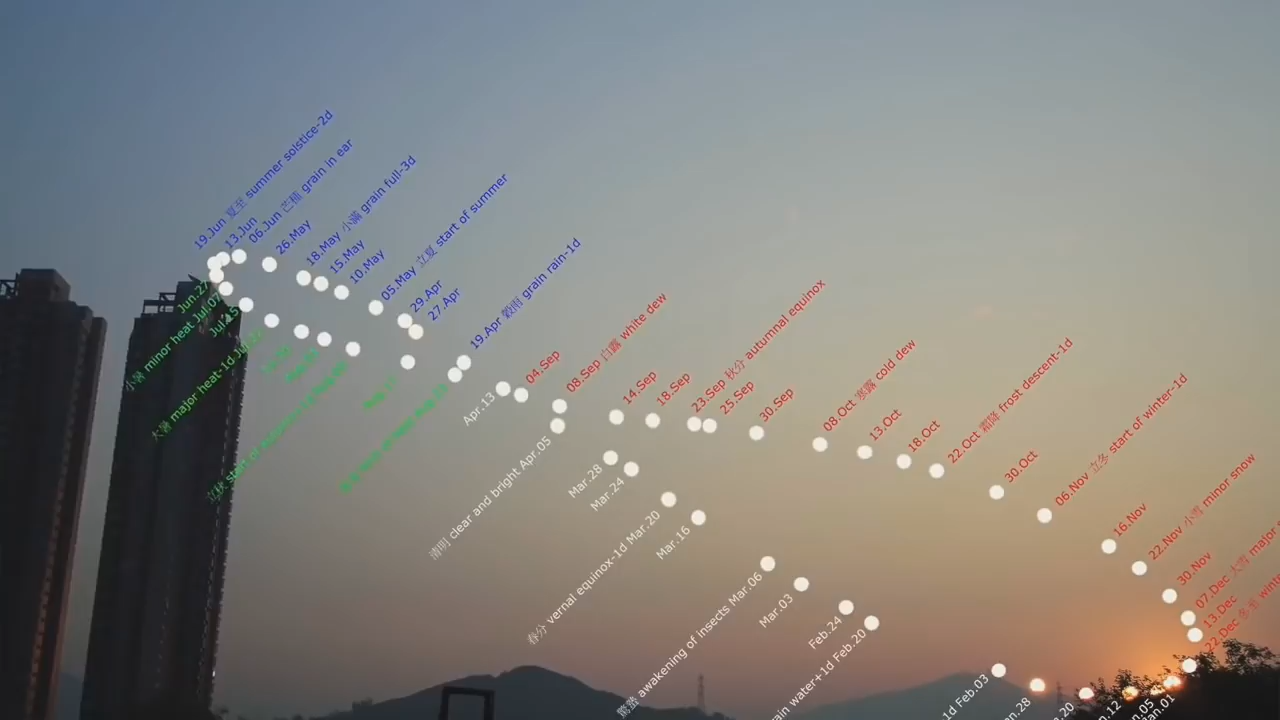 19.Jun 夏至 summer solstice-2d
13.Jun
06.Jun 芒種 grain in ear
26.May
18.May 小滿 grain full-3d
15.May
10.May
05.May 立夏 start of summer
29.Apr
27.Apr
19.Apr 穀雨 grain rain-1d
04.Sep
08.Sep 白露 white dew
14.Sep
18.Sep
23.Sep 秋分 autumnal equinox
25.Sep
30.Sep
08.Oct 寒露 cold dew
13.Oct
18.Oct
22.Oct 霜降 frost descent-1d
30.Oct
06.Nov 立冬 start of winter-1d
16.Nov
22.Nov 小雪 minor snow
30.Nov
07.Dec 大雪 major
13.Dec
22.Dec 冬至
Jun.27
小暑 minor heat Jul.07
Jul.15
大暑 major heat-1d
立秋 start of
Apr.13
清明 clear and bright Apr.05
Mar.28
Mar.24
春分 vernal equinox-1d Mar.20
Mar.16
驚蟄 awakening of insects Mar.06
Mar.03
Feb.24
water+1d Feb.20
1d Feb.03